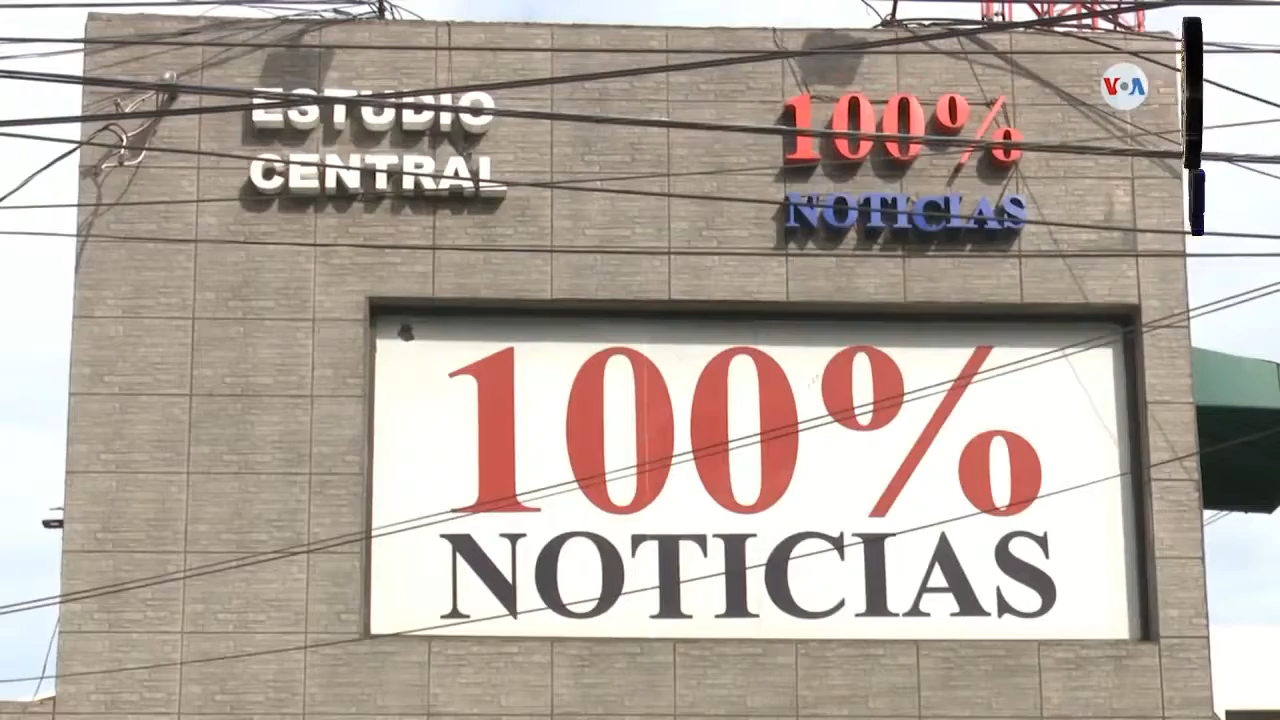 ESTUDIO
CENTRAL
100%
NOTICIAS
VOA
100%
NOTICIAS